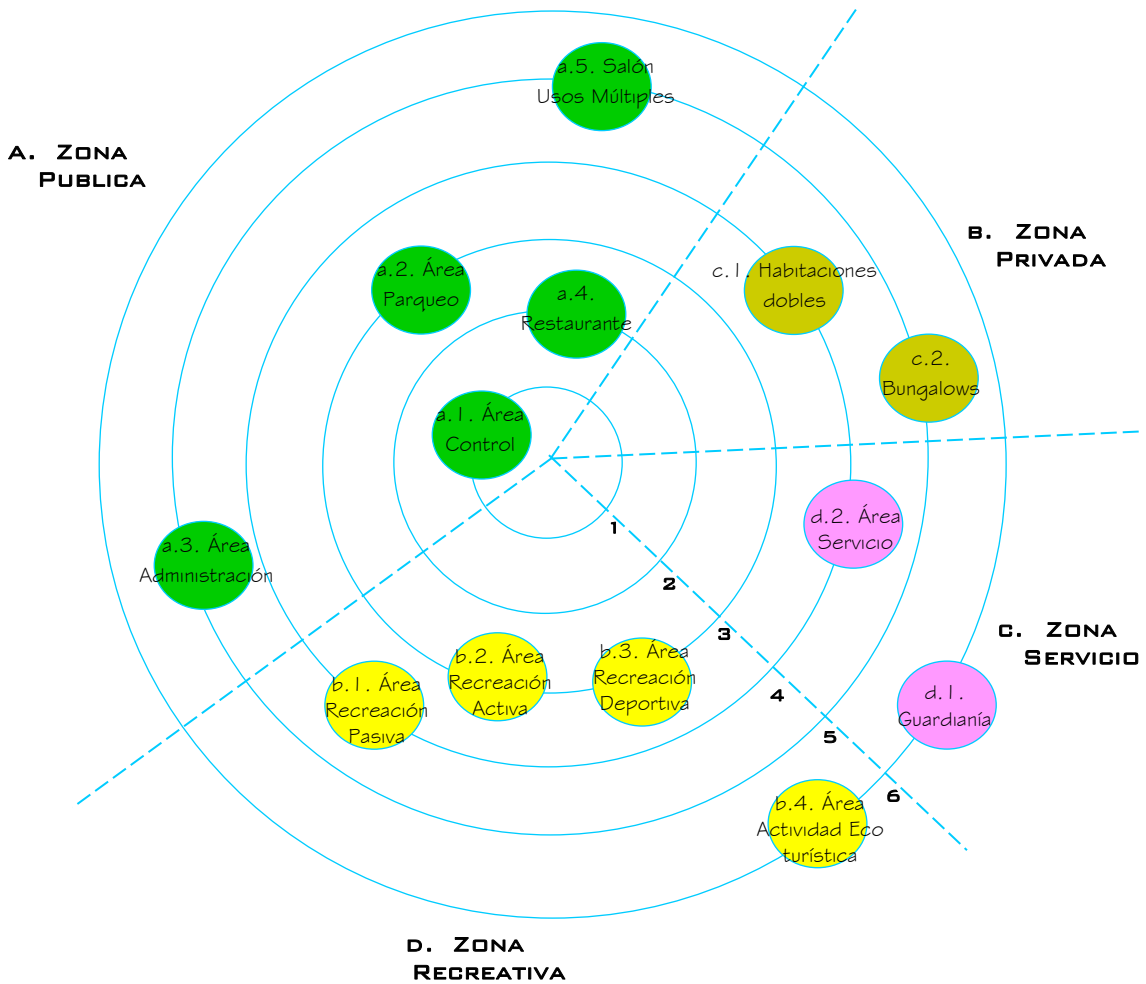 a.5. Salón
Usos Múltiples
A. ZONA
PUBLICA
B. ZONA
PRIVADA
a.2. Área
Parqueo
c.1. Habitaciones
dobles
a.4.
Restaurante
c.2.
Bungalows
a.1. Área
Control
d.2. Área
Servicio
1
a.3. Área
Administración
2
3
C. ZONA
SERVICIO
b.1. Área
Recreación
Pasiva
b.2. Área
Recreación
Activa
b.3. Área
Recreación
Deportiva
4
d.1.
Guardianía
5
6
b.4. Área
Actividad Eco
turística
D. ZONA
RECREATIVA